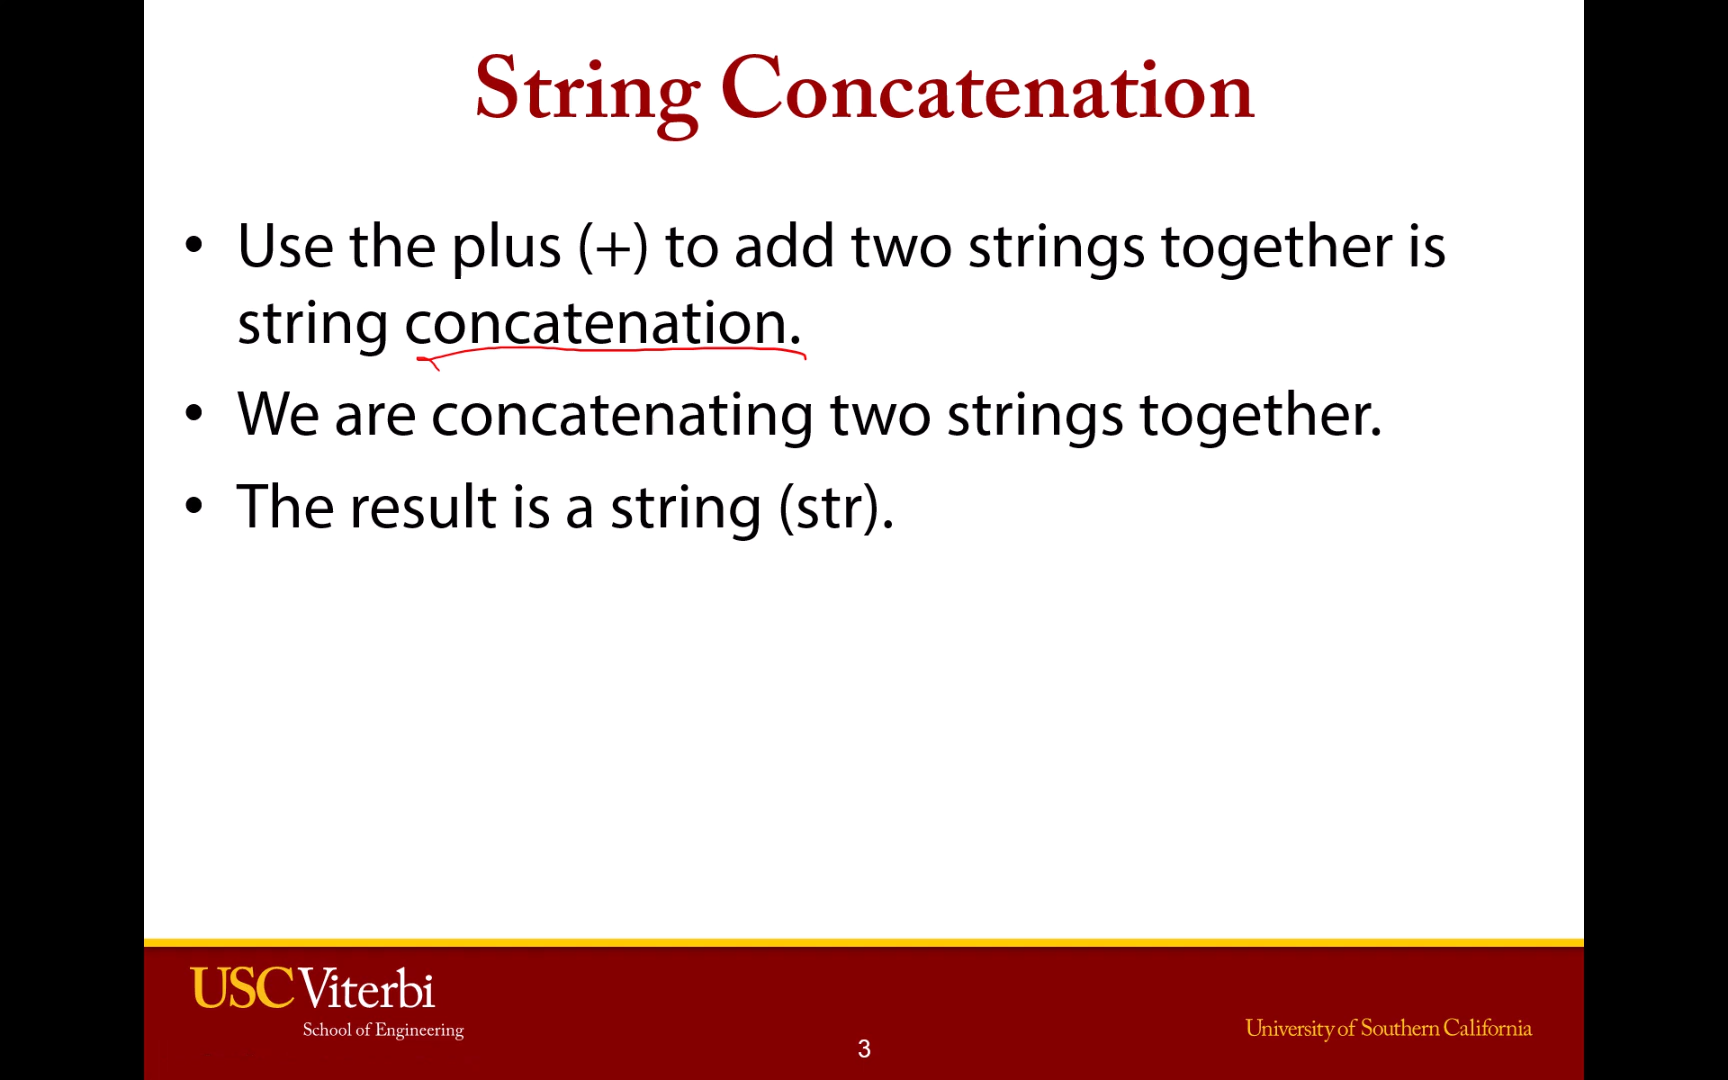 String Concatenation
• Use the plus (+) to add two strings together is
string concatenation.
• We are concatenating two strings together.
• The result is a string (str).
USC Viterbi
School of Engineering
University of Southern California
3